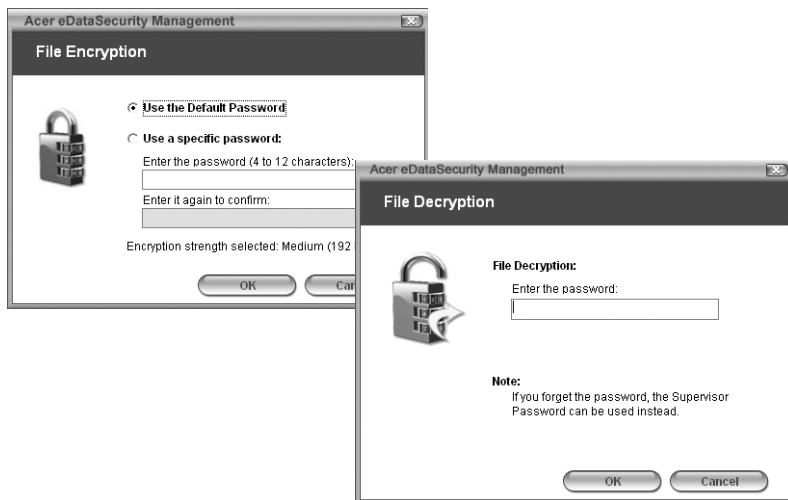 Acer eDataSecurity Management
File Encryption
Use the Default Password
Use a specific password:
Enter the password (4 to 12 characters):
Enter it again to confirm:
Encryption strength selected: Medium (192
OK
Acer eDataSecurity Management
File Decryption
File Decryption:
Enter the password:
Note:
If you forget the password, the Supervisor
Password can be used instead.
OK Cancel